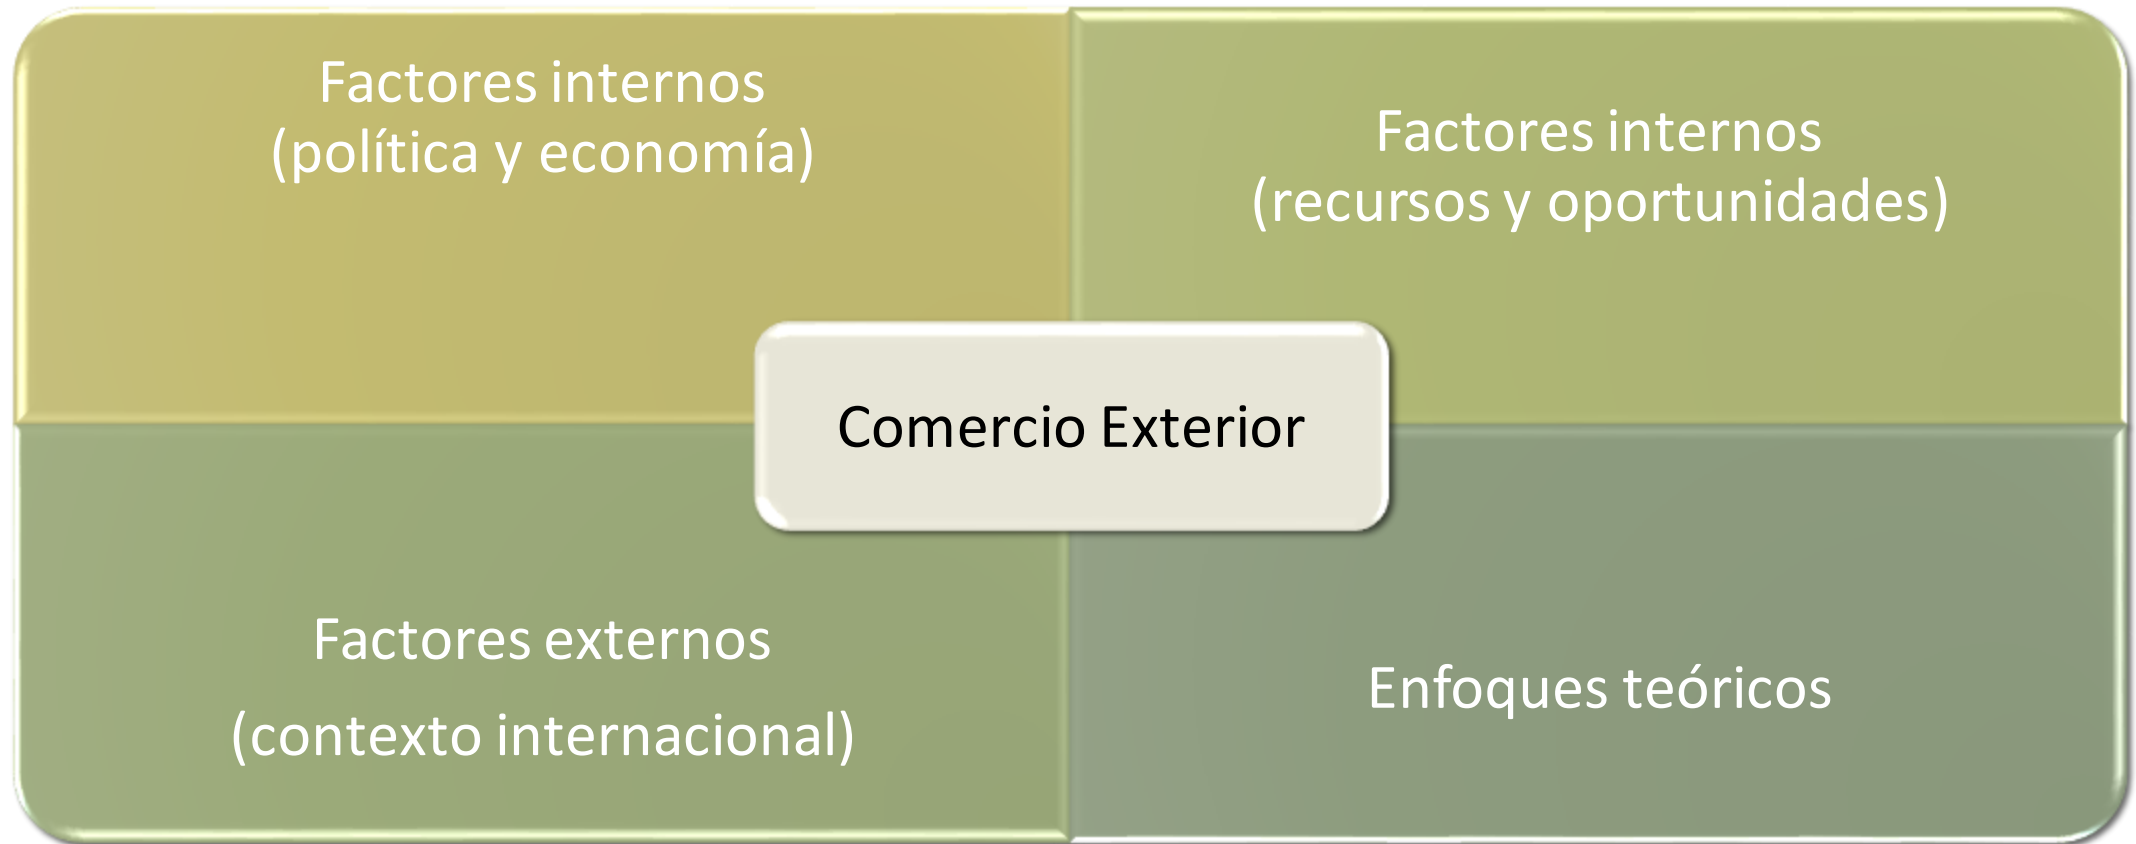 Factores internos
(política y economía)
Factores internos
(recursos y oportunidades)
Comercio Exterior
Factores externos
(contexto internacional)
Enfoques teóricos